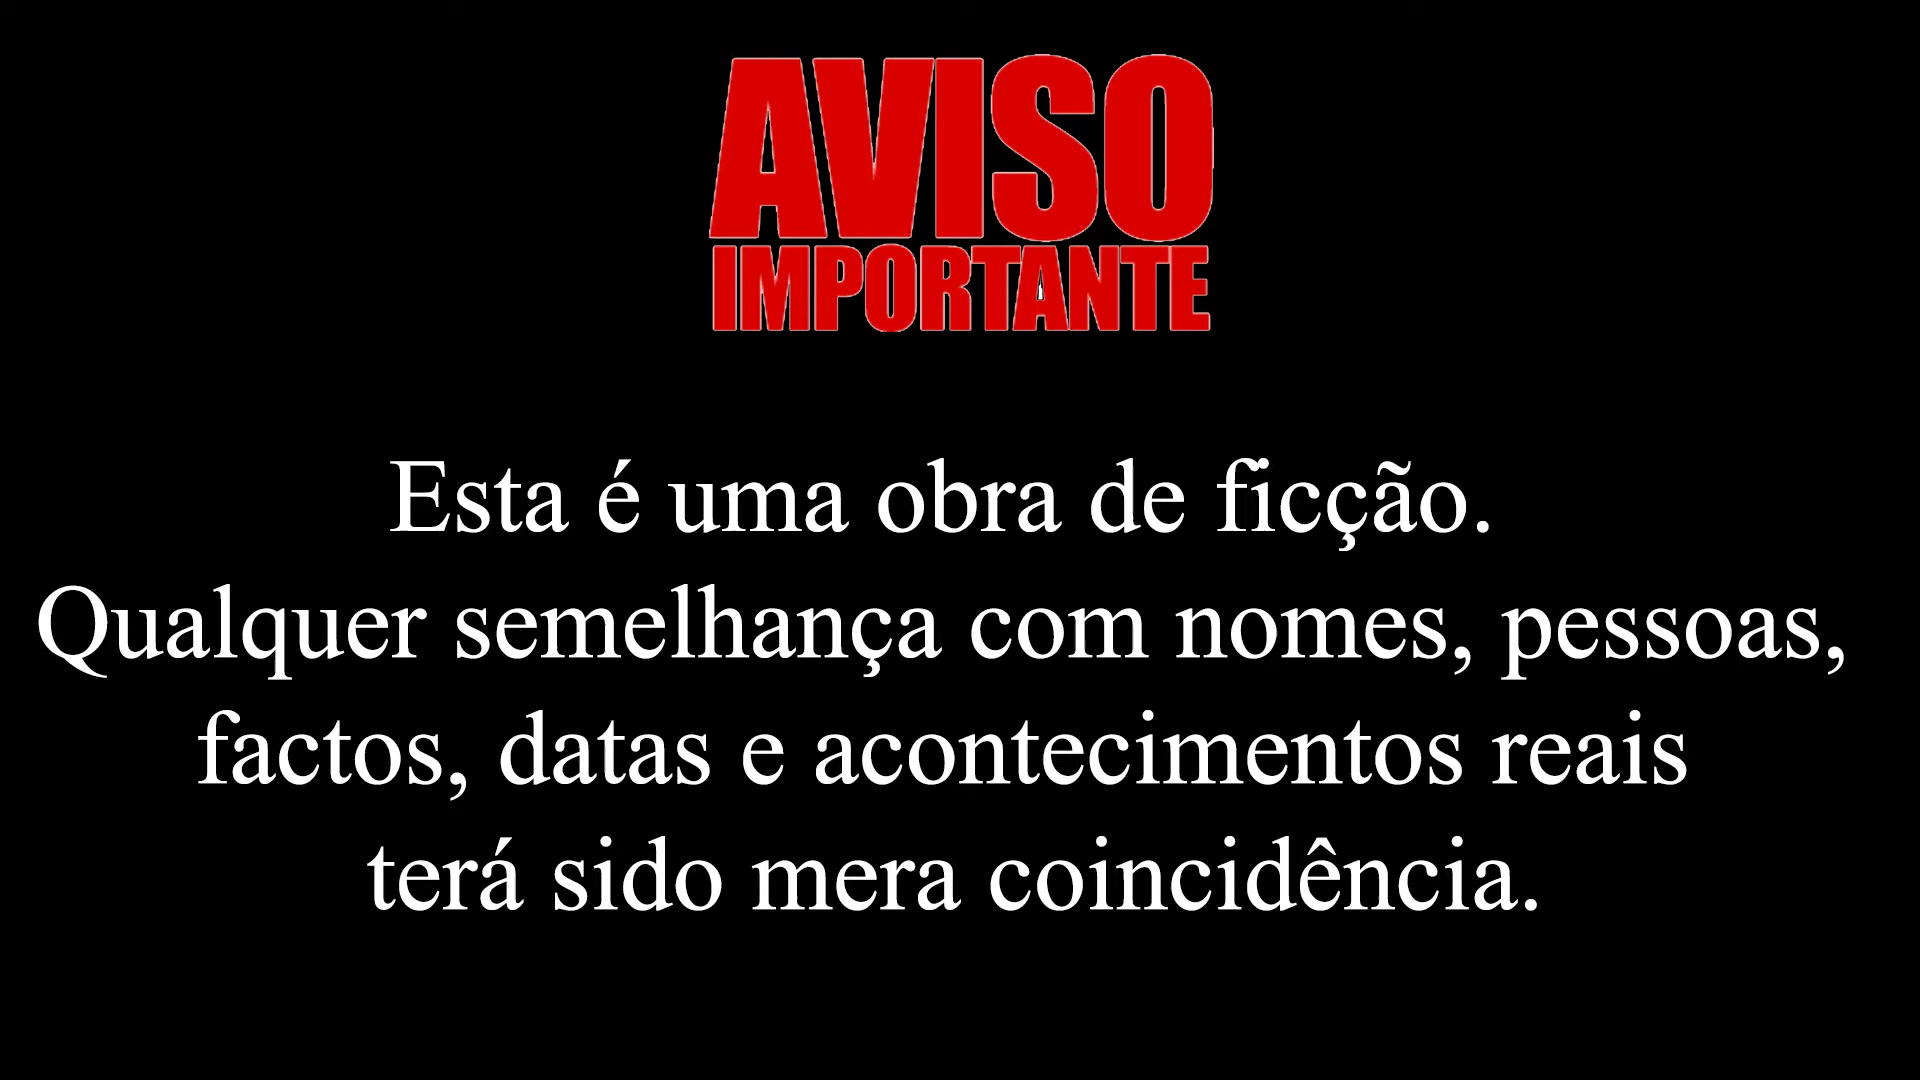 AVISO
IMPORTANTE
Esta é uma obra de ficção.
Qualquer semelhança com nomes, pessoas,
factos, datas e acontecimentos reais
terá sido mera coincidência.